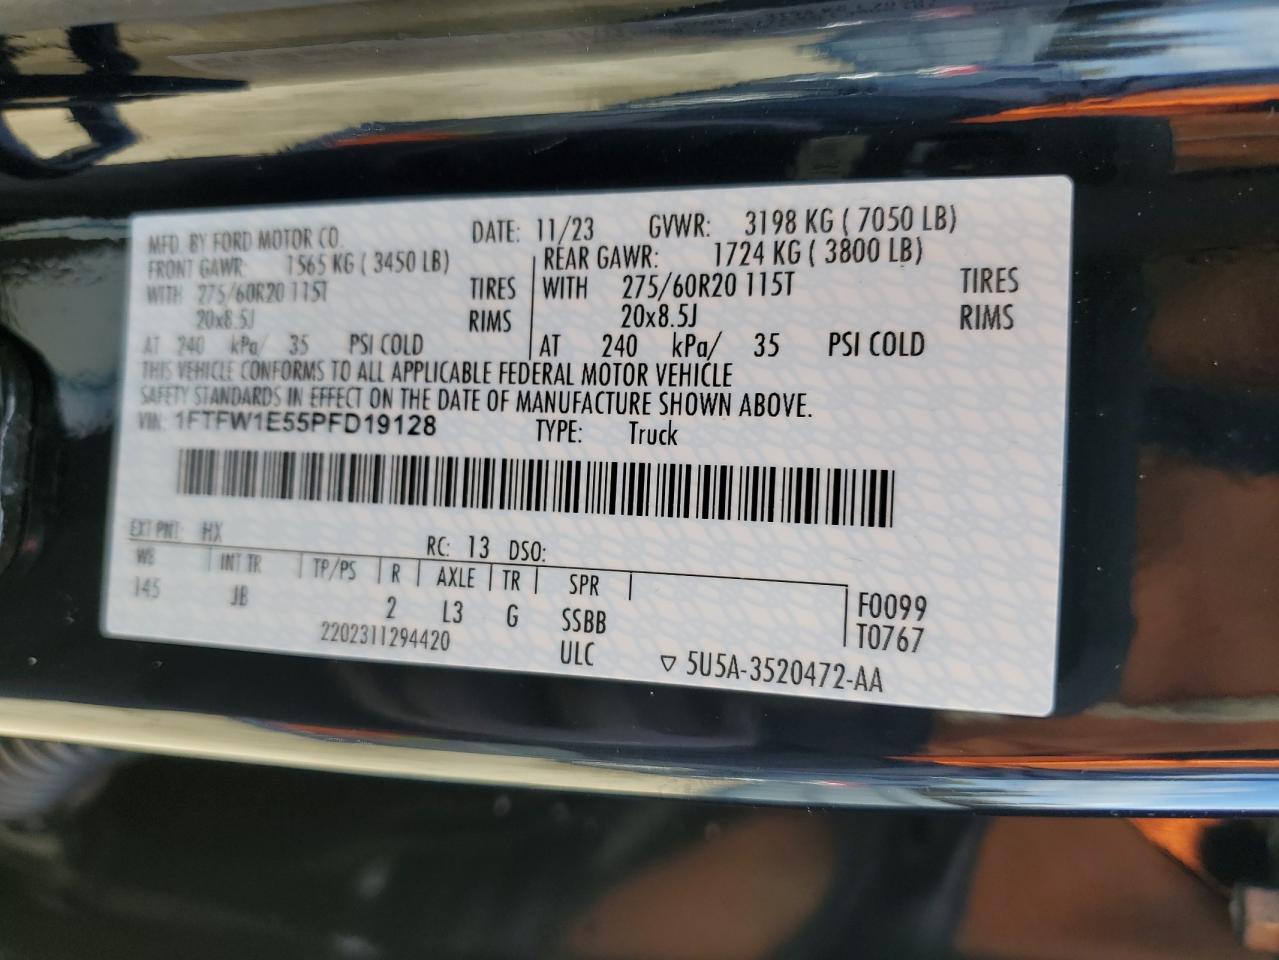 MFD. BY FORD MOTOR CO. DATE: 11/23 GVWR: 3198 KG ( 7050 LB)
FRONT GAWR: 1565 KG ( 3450 LB) REAR GAWR: 1724 KG ( 3800 LB)
WITH 275/60R20 115T TIRES WITH 275/60R20 115T TIRES
20x8.5J RIMS 20x8.5J RIMS
AT 240 kPa/ 35 PSI COLD AT 240 kPa/ 35 PSI COLD
THIS VEHICLE CONFORMS TO ALL APPLICABLE FEDERAL MOTOR VEHICLE
SAFETY STANDARDS IN EFFECT ON THE DATE OF MANUFACTURE SHOWN ABOVE.
VIN: 1FTFW1E55PFD19128 TYPE: Truck
EXT PNT: HX RC: 13 DSO:
WB INT TR TP/PS R AXLE TR SPR
145 JB 2 L3 G SSBB F0099
2202311294420 ULC T0767
▽ 5U5A-3520472-AA